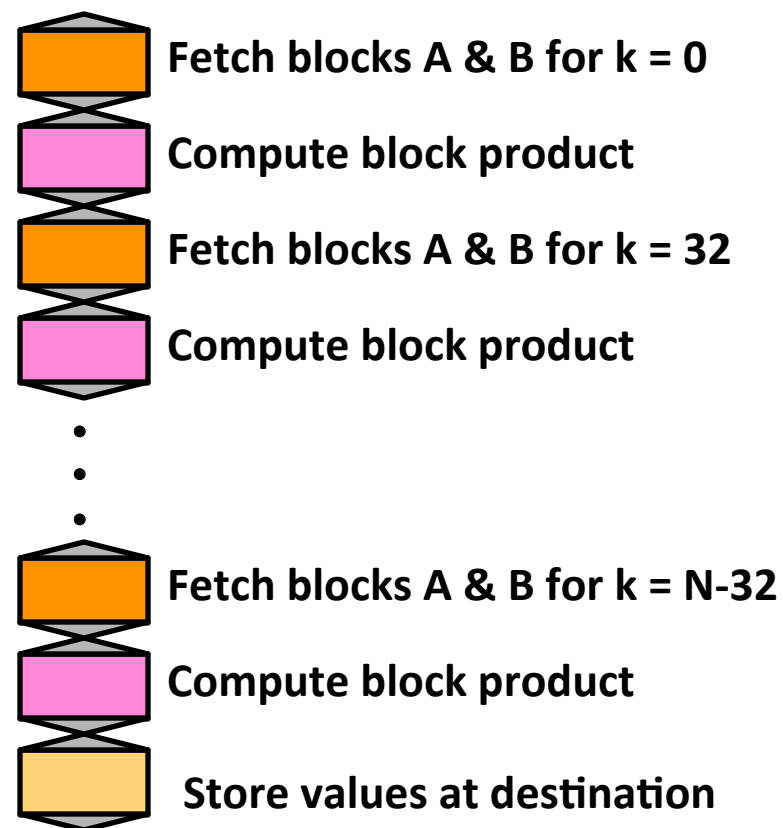 Fetch blocks A & B for k = 0
Compute block product
Fetch blocks A & B for k = 32
Compute block product
Fetch blocks A & B for k = N-32
Compute block product
Store values at destination